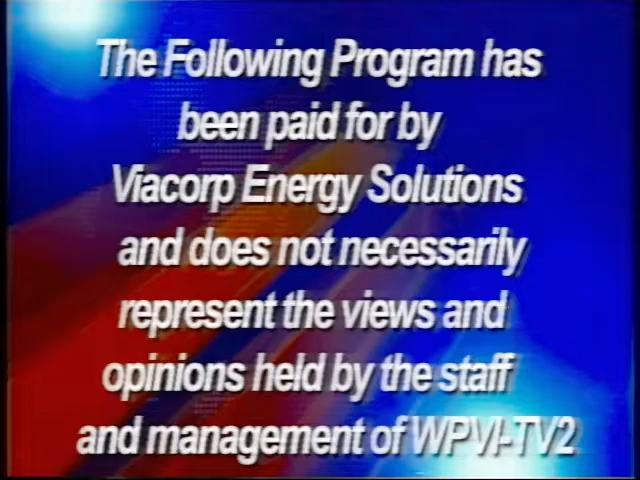 The Following Program has
been paid for by
Viacorp Energy Solutions
and does not necessarily
represent the views and
opinions held by the staff
and management of WPVI-TV2